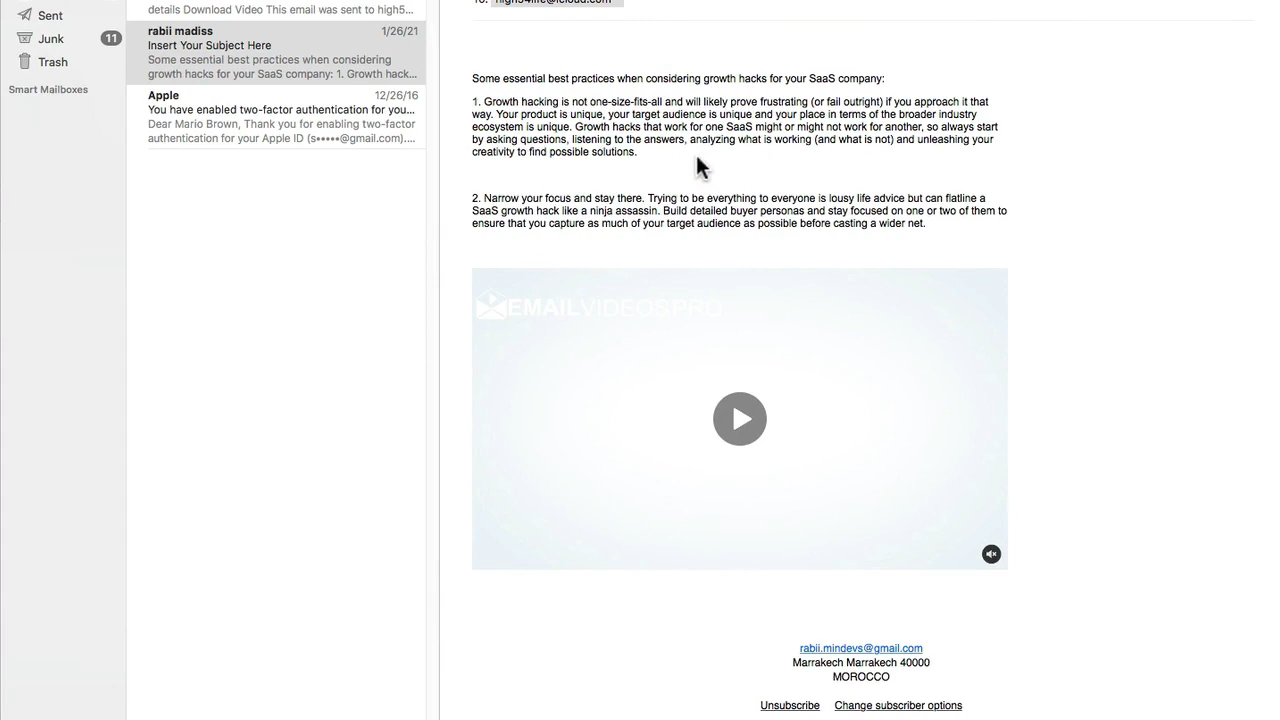 Sent
Junk 11
Trash
Smart Mailboxes
details Download Video This email was sent to high5...
rabii madiss 1/26/21
Insert Your Subject Here
Some essential best practices when considering
growth hacks for your SaaS company: 1. Growth hack...
Apple 12/26/16
You have enabled two-factor authentication for you...
Dear Mario Brown, Thank you for enabling two-factor
authentication for your Apple ID (s•••••@gmail.com)....
Some essential best practices when considering growth hacks for your SaaS company:
1. Growth hacking is not one-size-fits-all and will likely prove frustrating (or fail outright) if you approach it that
way. Your product is unique, your target audience is unique and your place in terms of the broader industry
ecosystem is unique. Growth hacks that work for one SaaS might or might not work for another, so always start
by asking questions, listening to the answers, analyzing what is working (and what is not) and unleashing your
creativity to find possible solutions.
2. Narrow your focus and stay there. Trying to be everything to everyone is lousy life advice but can flatline a
SaaS growth hack like a ninja assassin. Build detailed buyer personas and stay focused on one or two of them to
ensure that you capture as much of your target audience as possible before casting a wider net.
EMAILVIDEOSPRO
rabii.mindevs@gmail.com
Marrakech Marrakech 40000
MOROCCO
Unsubscribe Change subscriber options